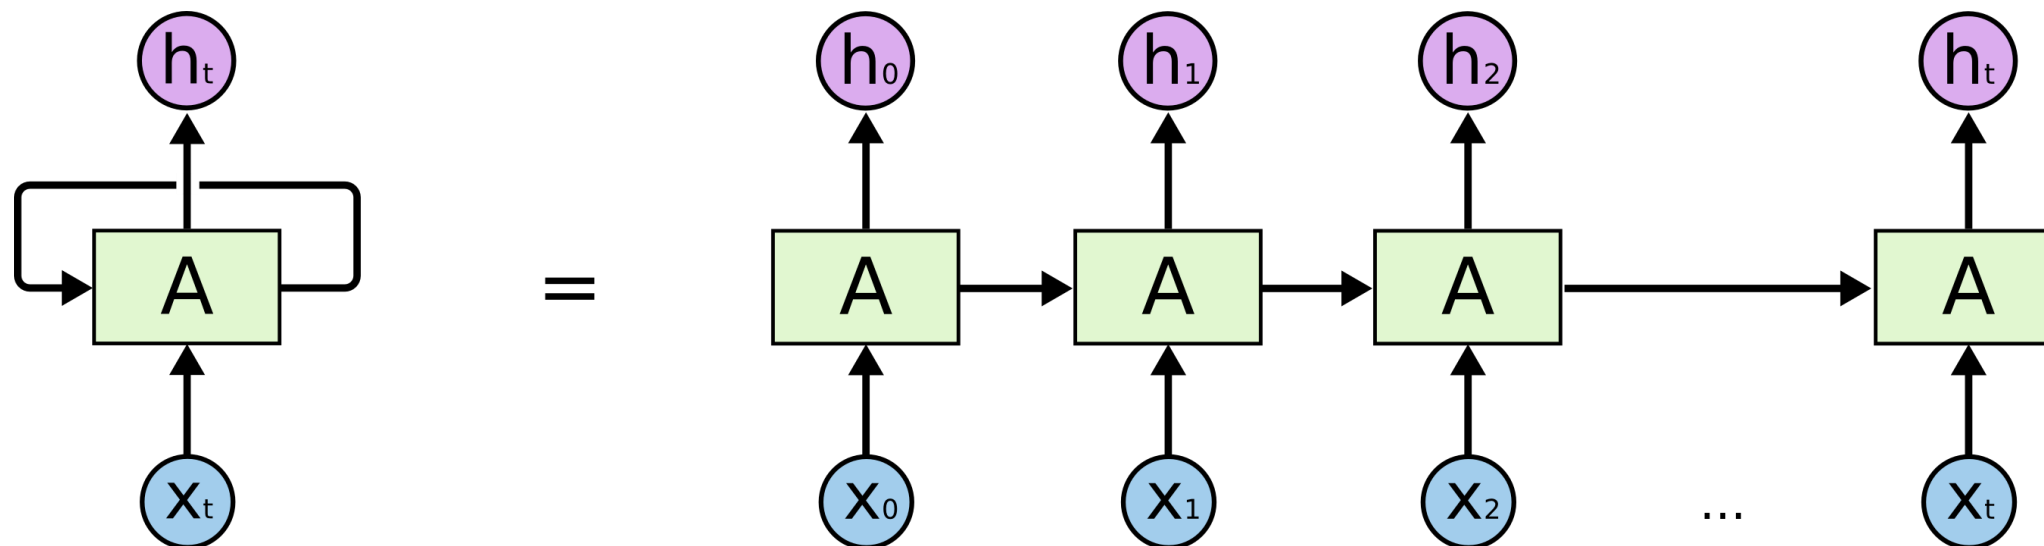 hₜ h₀ h₁ h₂ hₜ
A = A A A A
xₜ x₀ x₁ x₂ ... xₜ